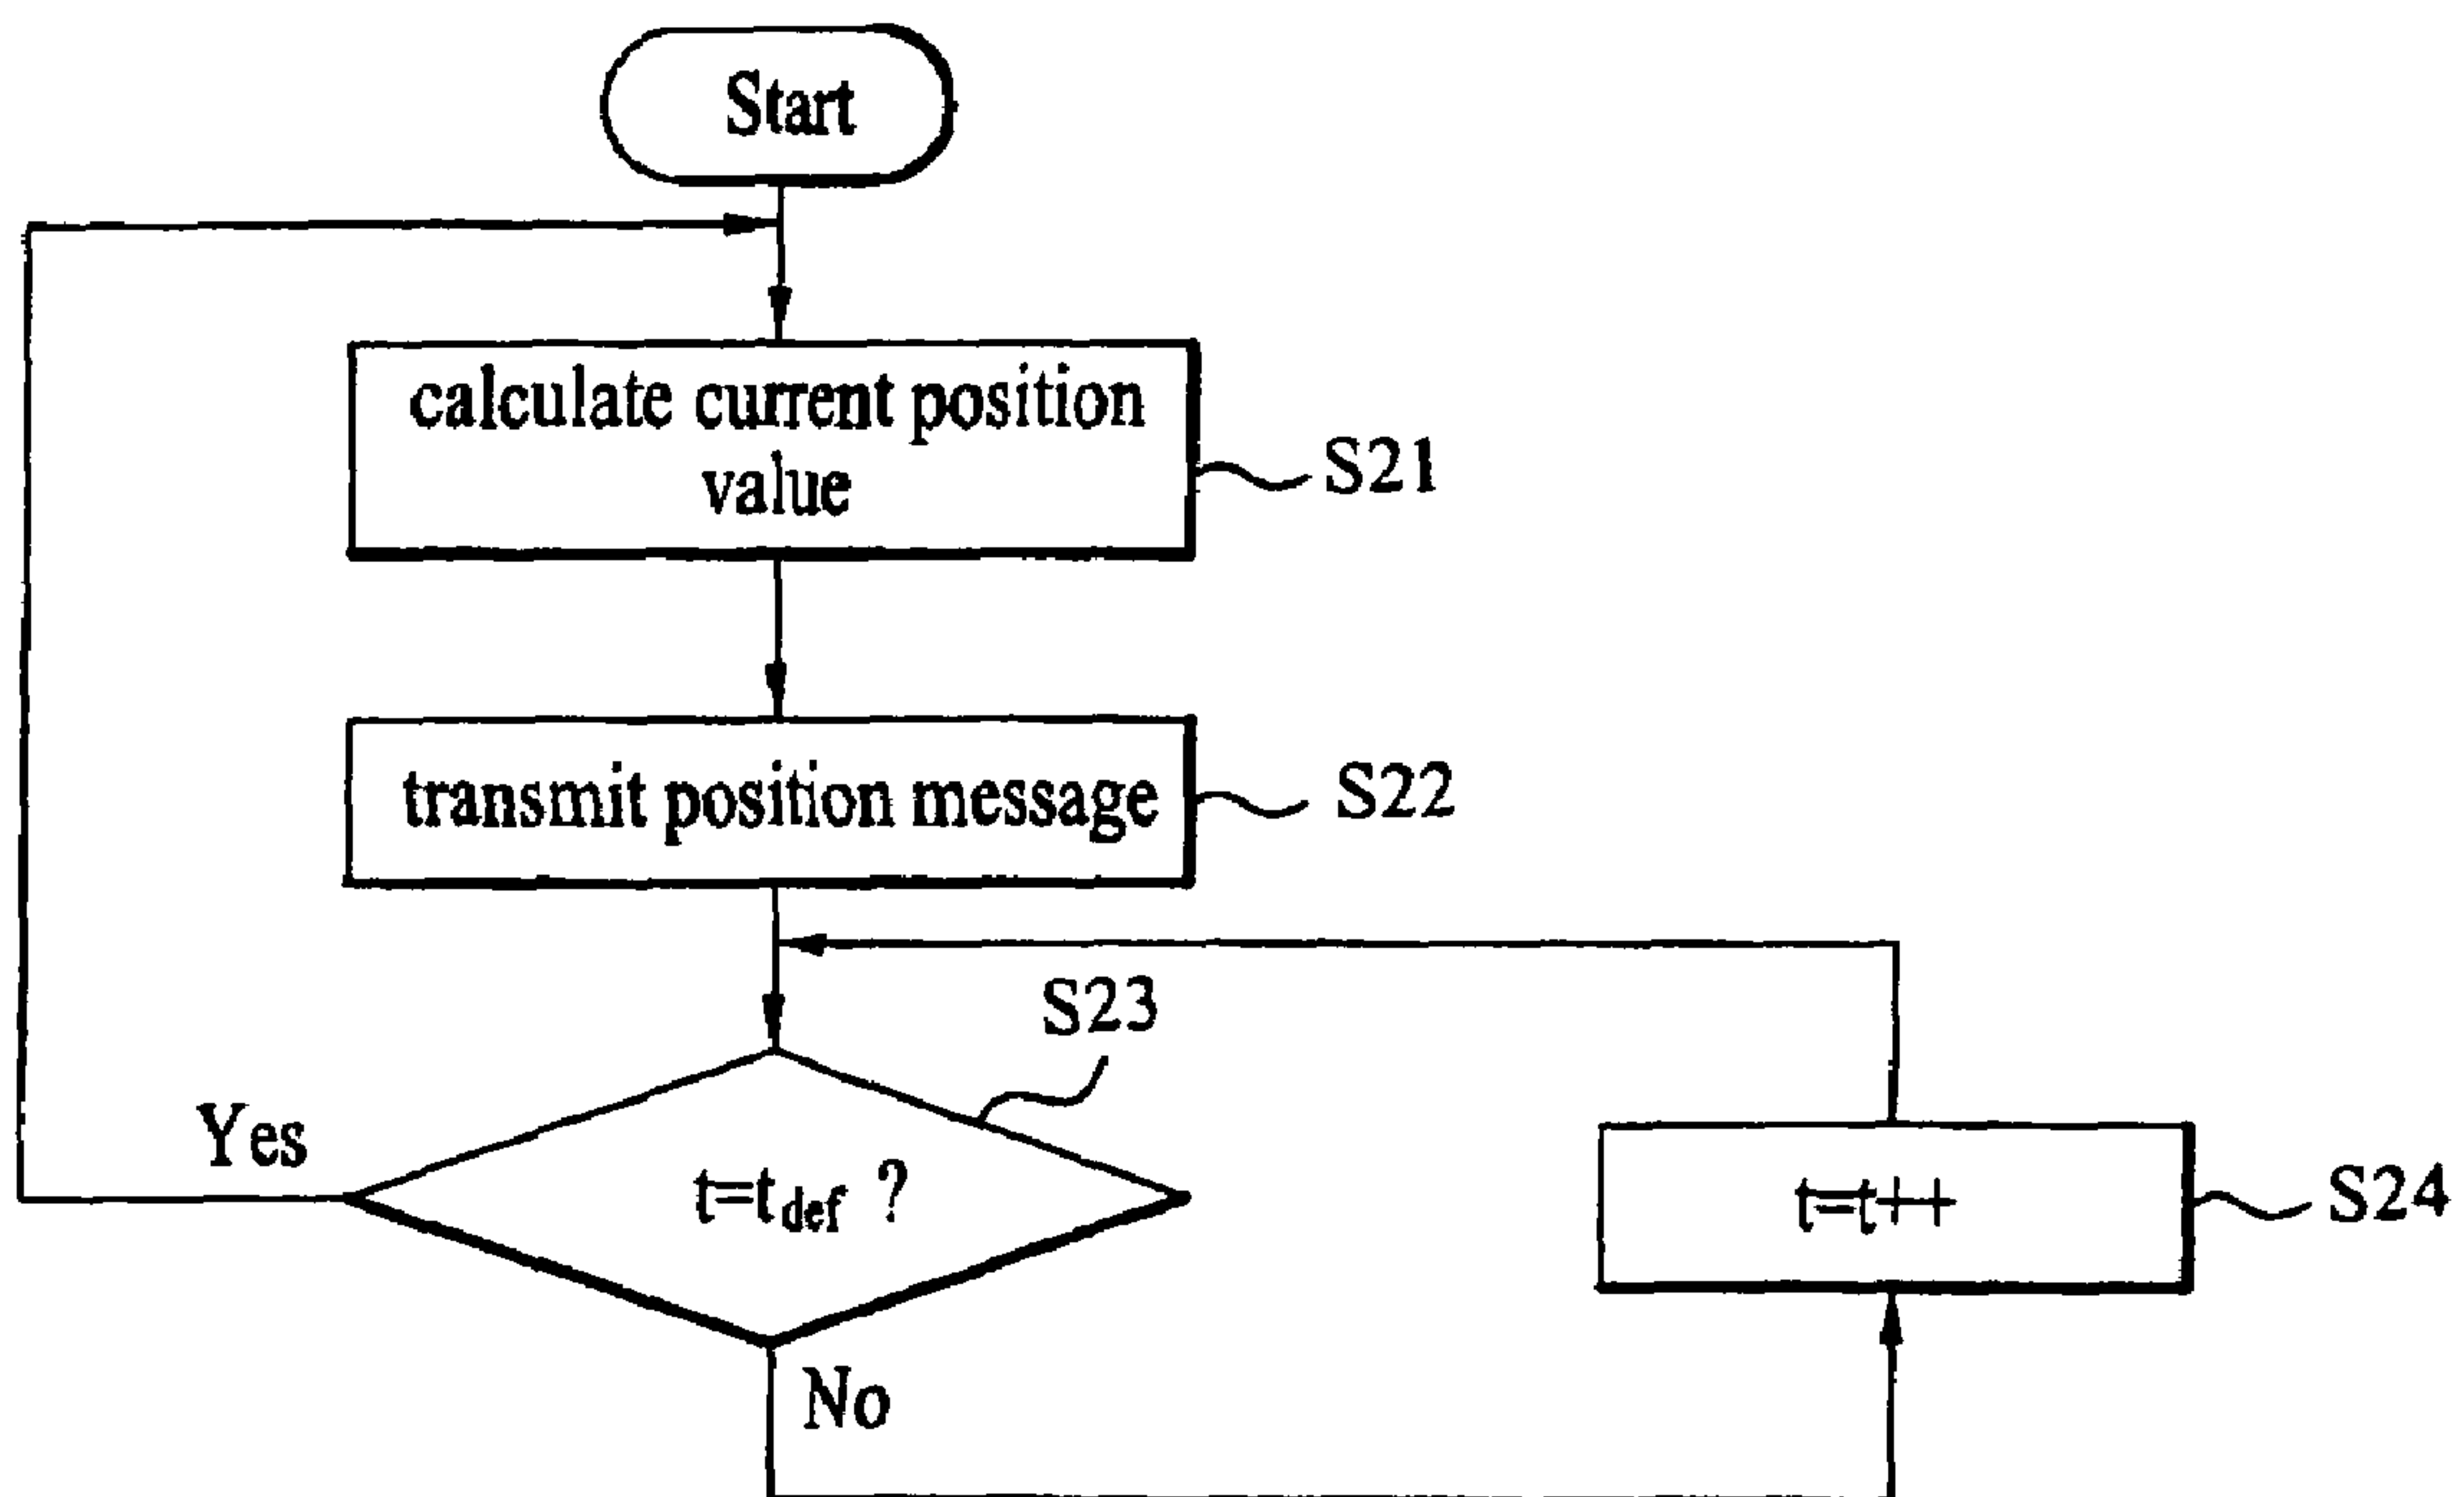 Start
calculate current position
value
S21
transmit position message
S22
S23
Yes
t=tdef ?
t=t++
S24
No